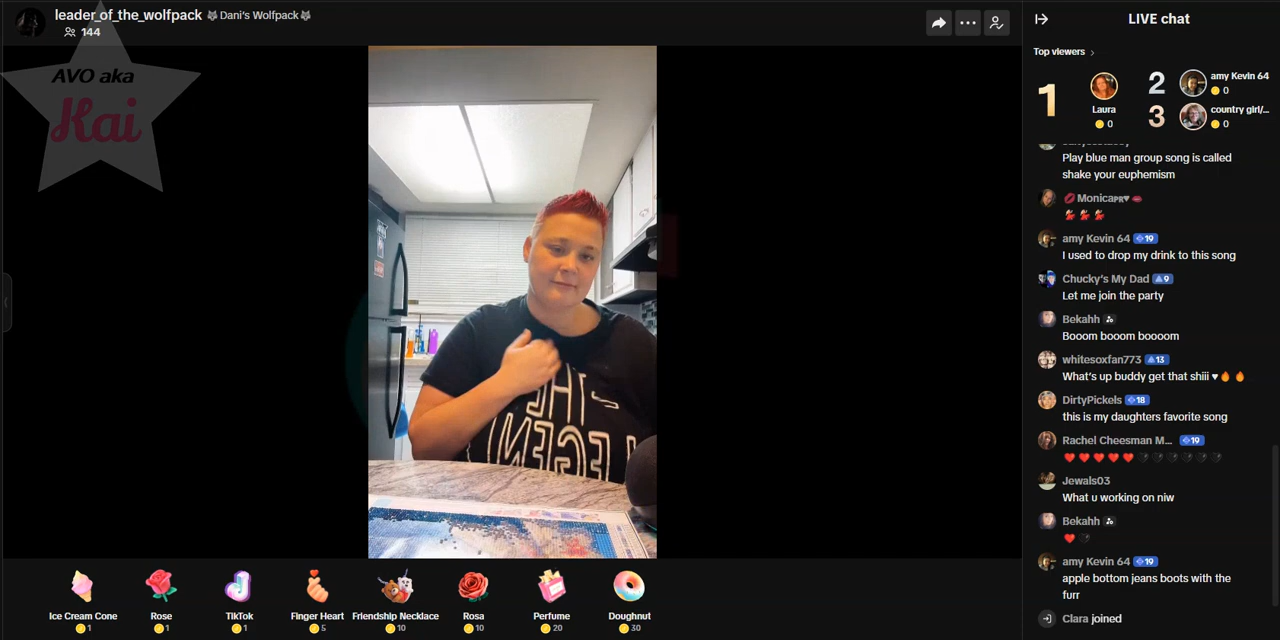 leader_of_the_wolfpack 🐺Dani's Wolfpack🐺
144
AVO aka
Kai
THE
LEGEN
LIVE chat
Top viewers
1
Laura
0
2
amy Kevin 64
0
3
country girl/...
0
Play blue man group song is called
shake your euphemism
💋Monicaᴘʀ♥👄
💃💃💃
amy Kevin 64 19
I used to drop my drink to this song
Chucky's My Dad 9
Let me join the party
Bekahh
Booom booom boooom
whitesoxfan773 13
What's up buddy get that shiii ♥🔥🔥
DirtyPickels 18
this is my daughters favorite song
Rachel Cheesman M... 19
Jewals03
What u working on niw
Bekahh
amy Kevin 64 19
apple bottom jeans boots with the
furr
Clara joined
Ice Cream Cone
1
Rose
1
TikTok
1
Finger Heart
5
Friendship Necklace
10
Rosa
10
Perfume
20
Doughnut
30